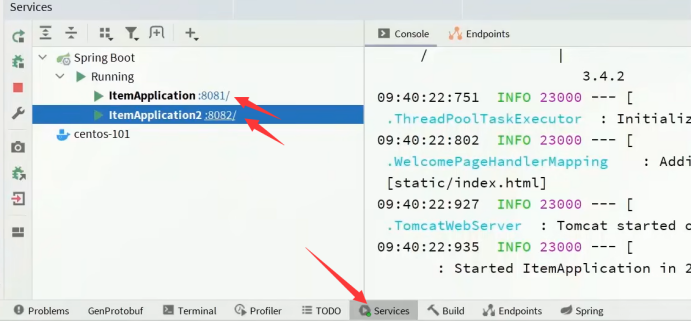 Services
Spring Boot
Running
ItemApplication :8081/
ItemApplication2 :8082/
centos-101
Console
Endpoints
/ |
3.4.2
09:40:22:751 INFO 23000 --- [
.ThreadPoolTaskExecutor : Initializ
09:40:22:802 INFO 23000 --- [
.WelcomePageHandlerMapping : Addi
[static/index.html]
09:40:22:927 INFO 23000 --- [
.TomcatWebServer : Tomcat started o
09:40:22:935 INFO 23000 --- [
: Started ItemApplication in 2
Problems GenProtobuf Terminal Profiler TODO Services Build Endpoints Spring